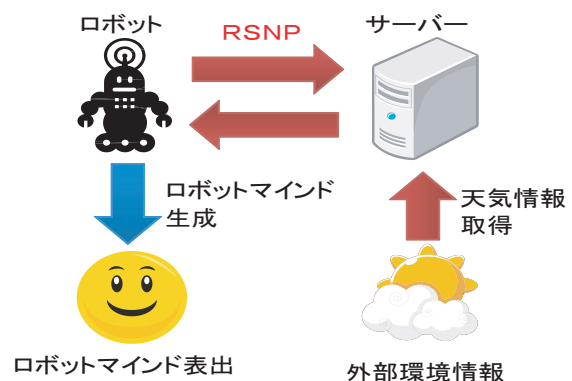 ロボット
RSNP
サーバー
ロボットマインド
生成
天気情報
取得
ロボットマインド表出
外部環境情報